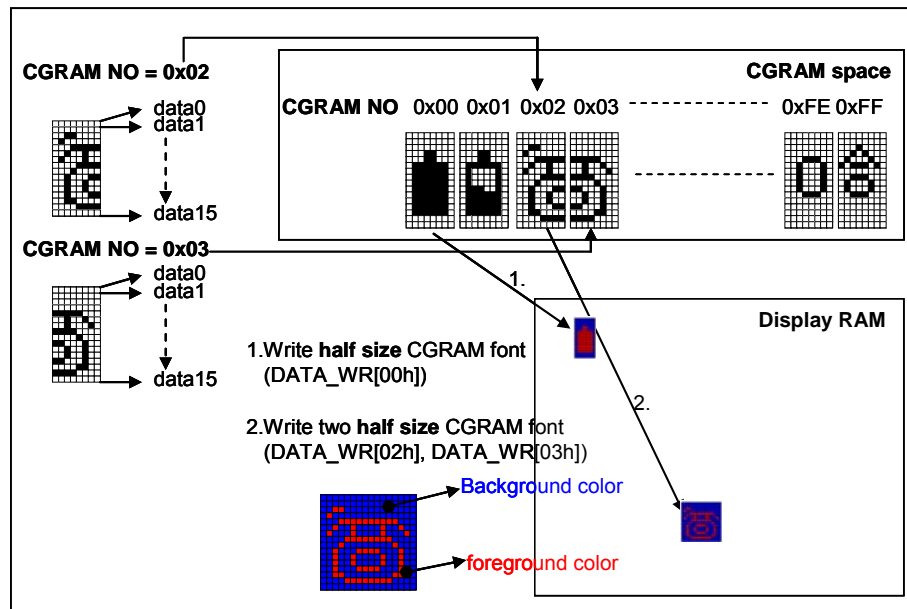 CGRAM NO = 0x02
data0
data1
data15
CGRAM NO = 0x03
data0
data1
data15
CGRAM space
CGRAM NO 0x00 0x01 0x02 0x03 0xFE 0xFF
1.
Display RAM
1.Write half size CGRAM font
(DATA_WR[00h])
2.
2.Write two half size CGRAM font
(DATA_WR[02h], DATA_WR[03h])
Background color
foreground color